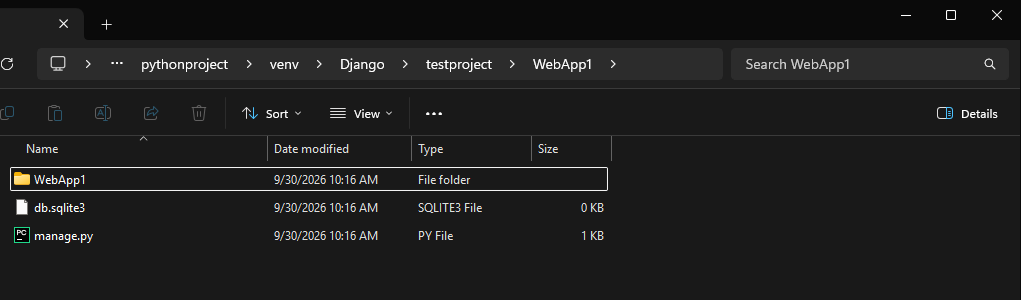 ··· pythonproject > venv > Django > testproject > WebApp1 >
Search WebApp1
Sort
View
···
Details
Name Date modified Type Size
WebApp1 9/30/2026 10:16 AM File folder
db.sqlite3 9/30/2026 10:16 AM SQLITE3 File 0 KB
PC manage.py 9/30/2026 10:16 AM PY File 1 KB